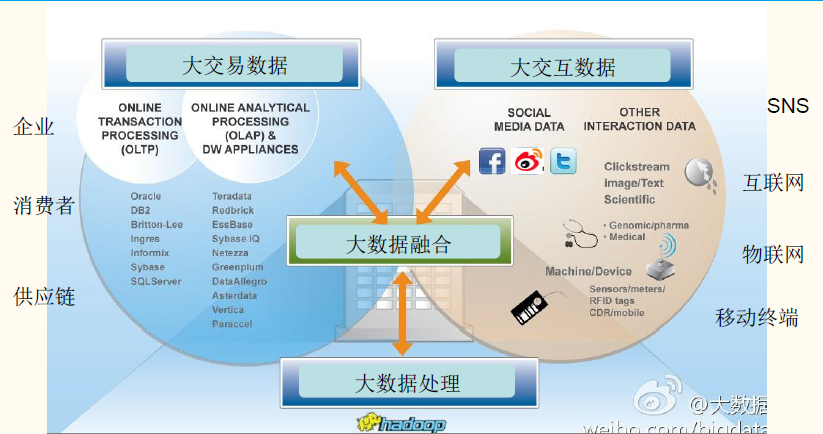 大交易数据
大交互数据
ONLINE
TRANSACTION
PROCESSING
(OLTP)
ONLINE ANALYTICAL
PROCESSING
(OLAP) &
DW APPLIANCES
SOCIAL
MEDIA DATA
OTHER
INTERACTION DATA
SNS
企业
消费者
供应链
Oracle
DB2
Britton-Lee
Ingres
Informix
Sybase
SQLServer
Teradata
Redbrick
EssBase
Sybase IQ
Netezza
Greenplum
DataAllegro
Asterdata
Vertica
Paraccel
Clickstream
image/Text
Scientific
• Genomic/pharma
• Medical
Machine/Device
Sensors/meters/
RFID tags
CDR/mobile
互联网
物联网
移动终端
大数据融合
大数据处理
hadoop
@大数据